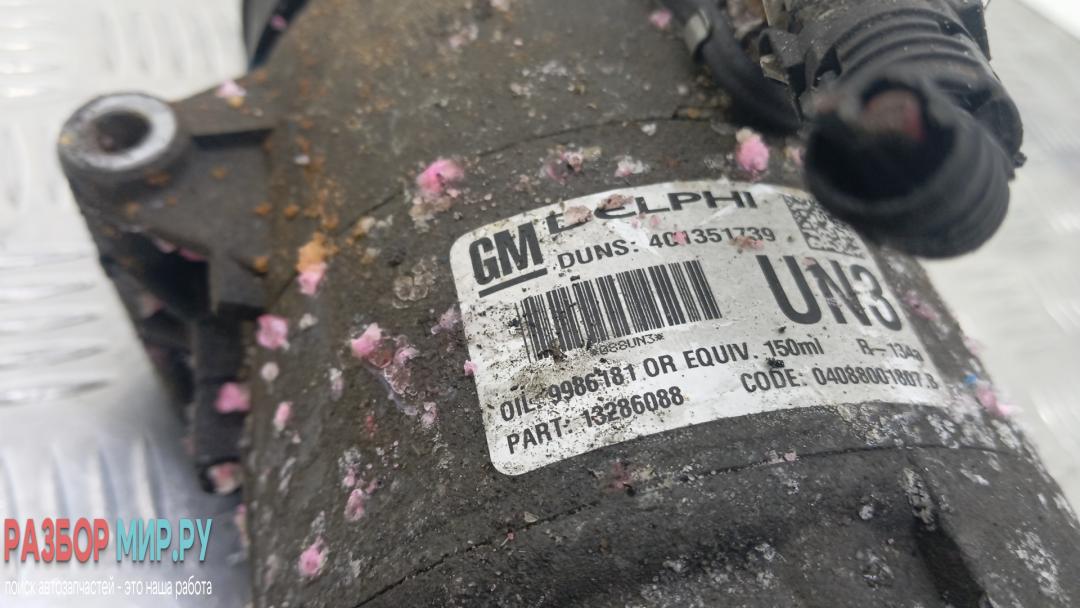 GM DELPHI
DUNS: 401351739
UN3
OIL: 9986181 OR EQUIV. 150ml R-134a
PART: 13286088
CODE: 04088001807.B
РАЗБОР МИР.РУ
поиск автозапчастей - это наша работа